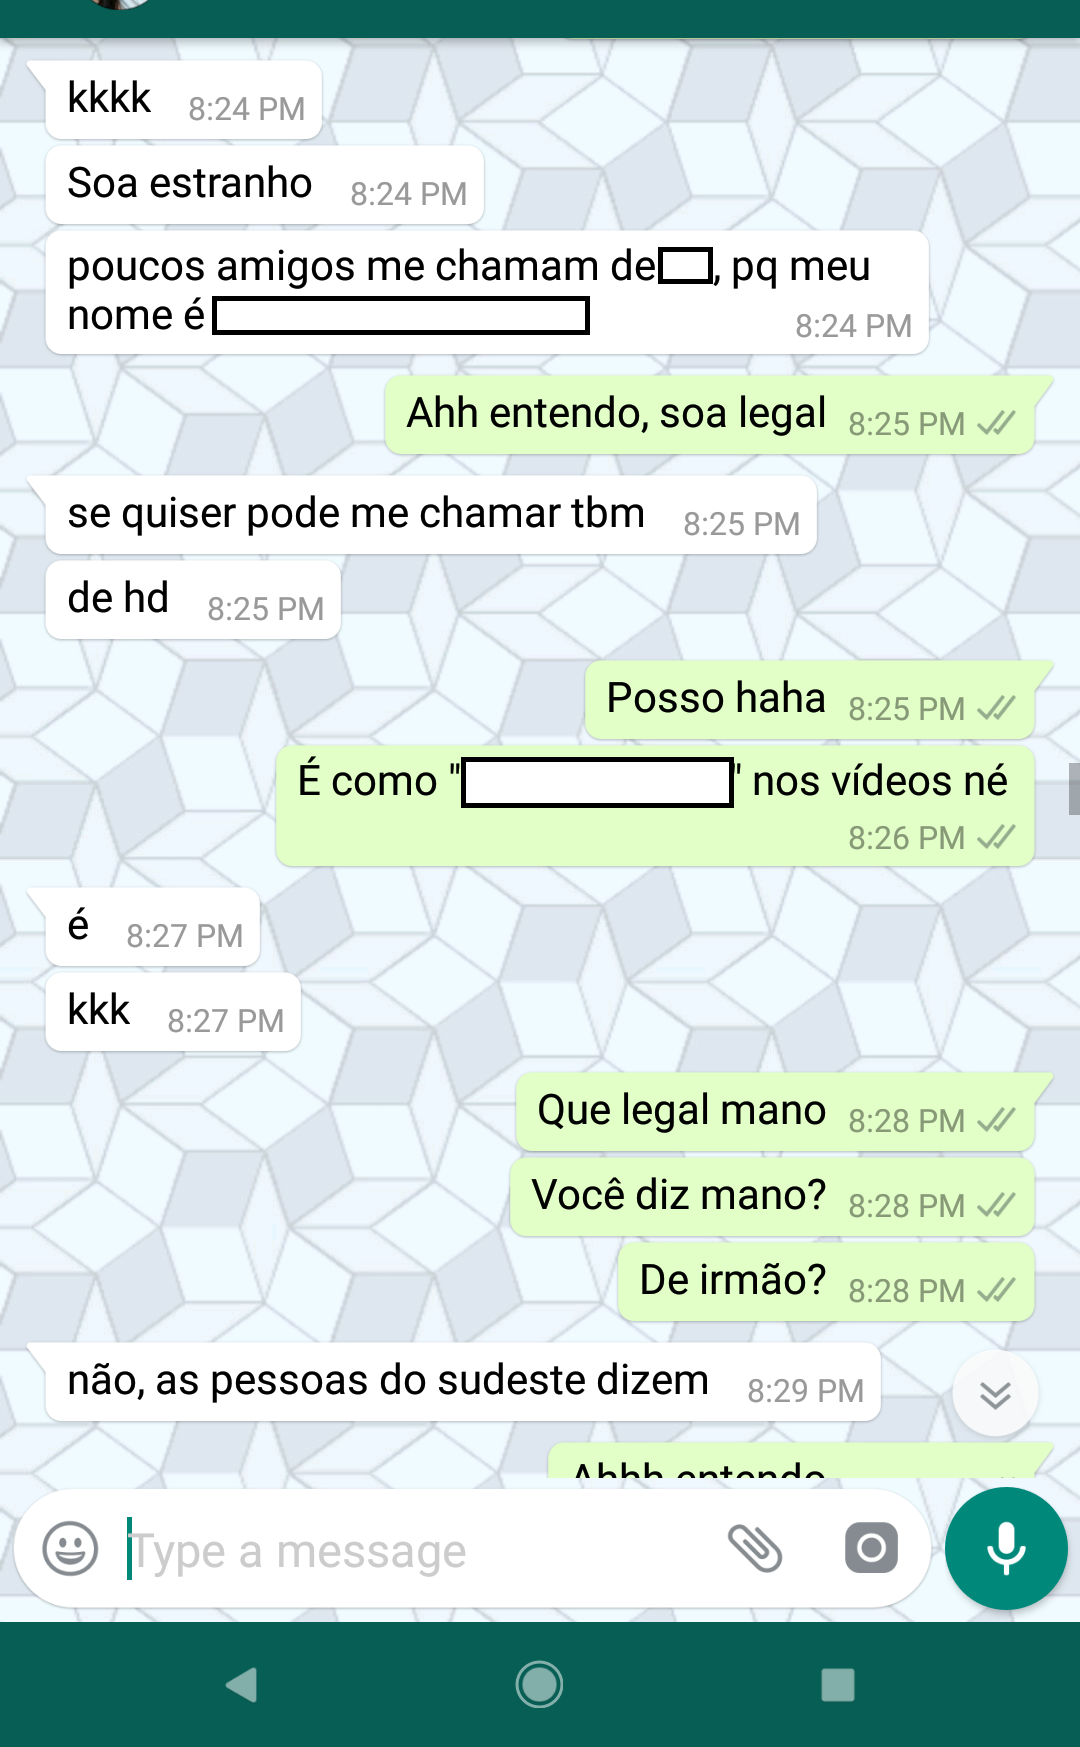 kkkk 8:24 PM
Soa estranho 8:24 PM
poucos amigos me chamam de , pq meu
nome é 8:24 PM
Ahh entendo, soa legal 8:25 PM
se quiser pode me chamar tbm 8:25 PM
de hd 8:25 PM
Posso haha 8:25 PM
É como " " nos vídeos né
8:26 PM
é 8:27 PM
kkk 8:27 PM
Que legal mano 8:28 PM
Você diz mano? 8:28 PM
De irmão? 8:28 PM
não, as pessoas do sudeste dizem 8:29 PM
Ahhh entendo
Type a message